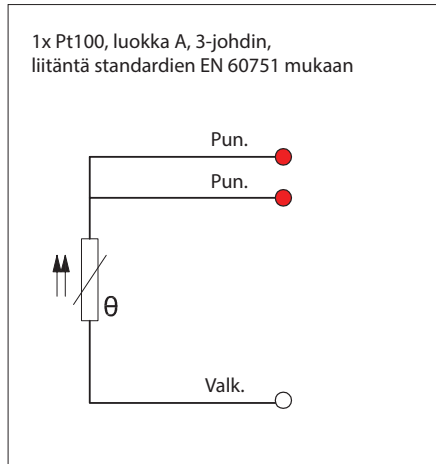 1x Pt100, luokka A, 3-johdin,
liitäntä standardien EN 60751 mukaan
Pun.
Pun.
θ
Valk.